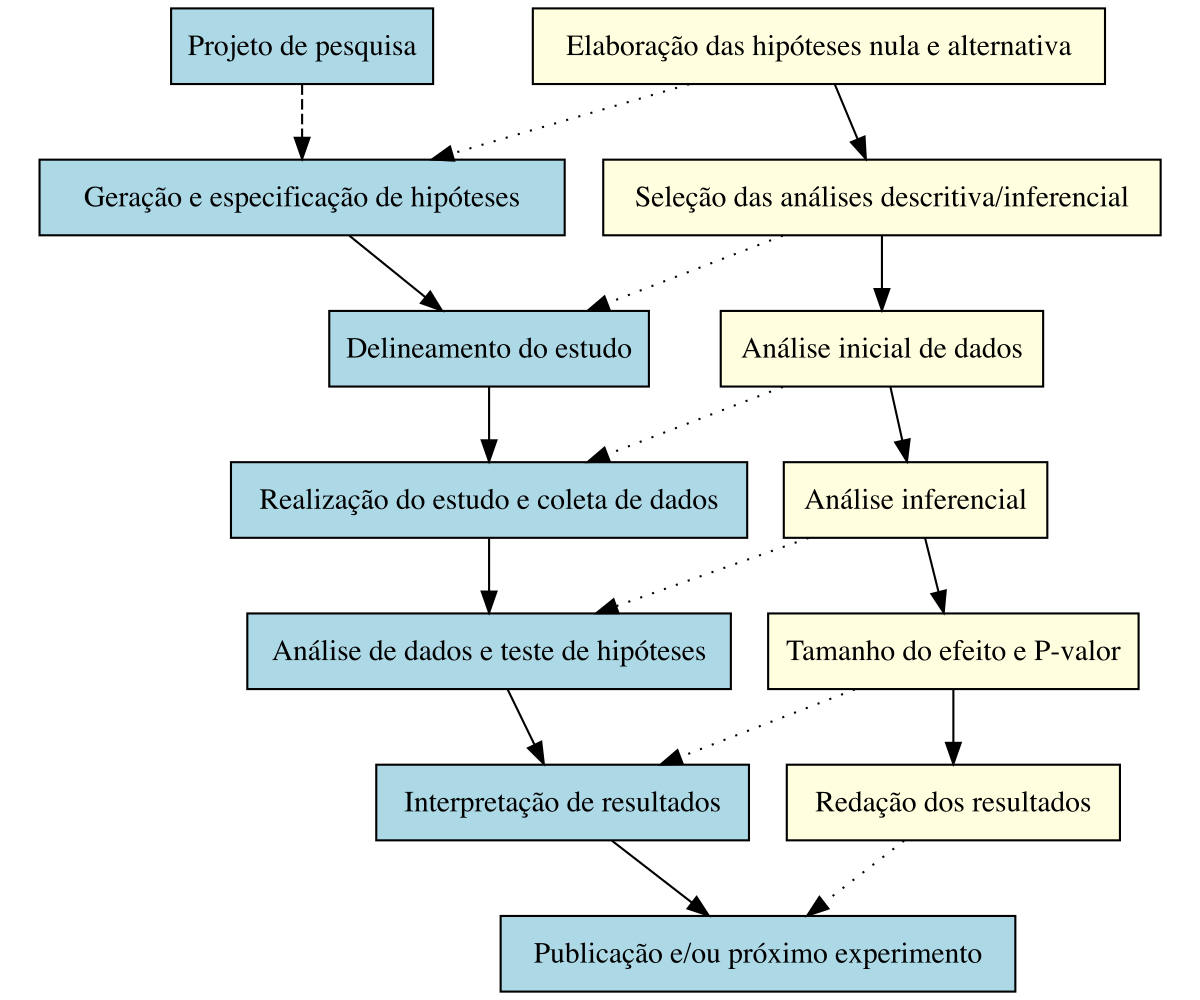 Projeto de pesquisa
Elaboração das hipóteses nula e alternativa
Geração e especificação de hipóteses
Seleção das análises descritiva/inferencial
Delineamento do estudo
Análise inicial de dados
Realização do estudo e coleta de dados
Análise inferencial
Análise de dados e teste de hipóteses
Tamanho do efeito e P-valor
Interpretação de resultados
Redação dos resultados
Publicação e/ou próximo experimento